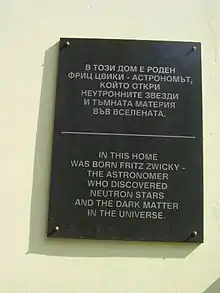 В ТОЗИ ДОМ Е РОДЕН
ФРИЦ ЦВИКИ - АСТРОНОМЪТ,
КОЙТО ОТКРИ
НЕУТРОННИТЕ ЗВЕЗДИ
И ТЪМНАТА МАТЕРИЯ
ВЪВ ВСЕЛЕНАТА.
IN THIS HOME
WAS BORN FRITZ ZWICKY -
THE ASTRONOMER
WHO DISCOVERED
NEUTRON STARS
AND THE DARK MATTER
IN THE UNIVERSE.